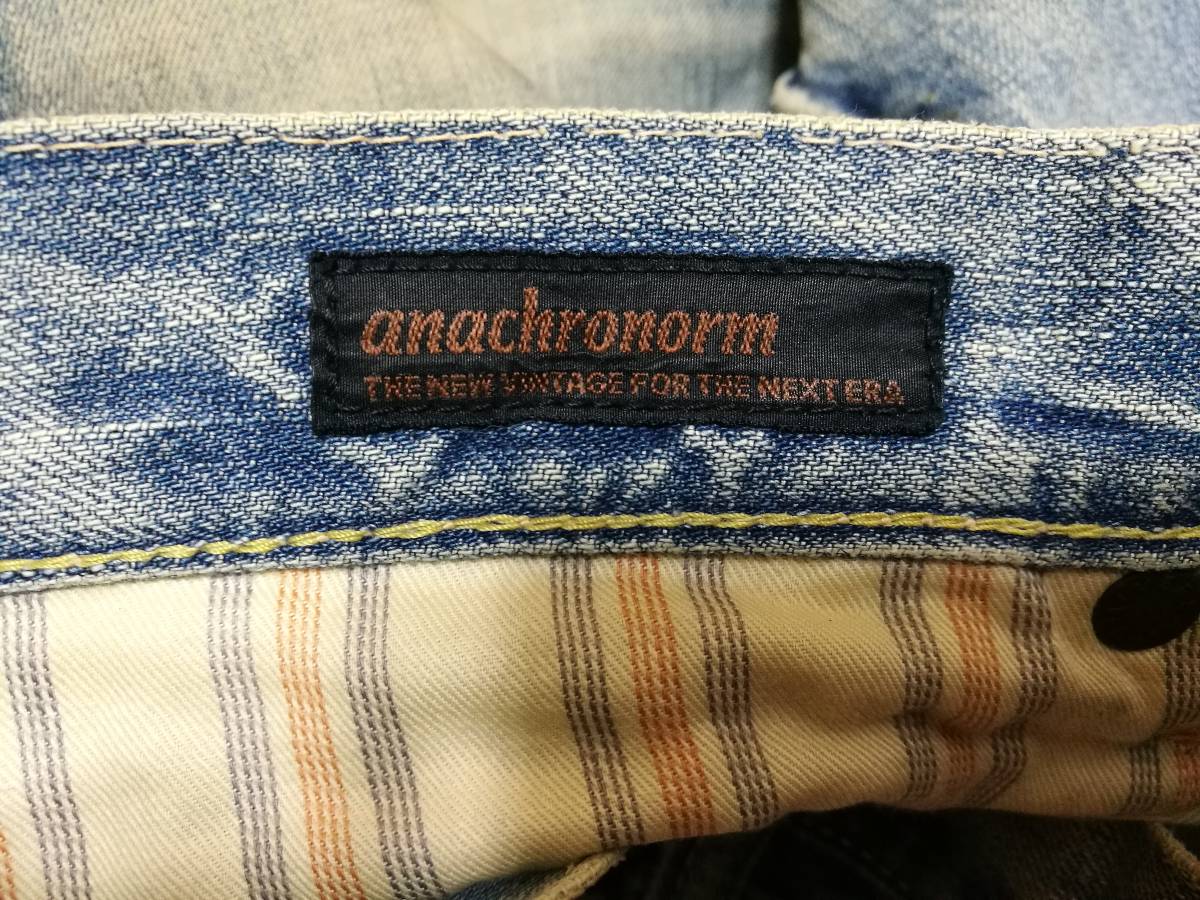 anachronorm
THE NEW VINTAGE FOR THE NEXT ERA